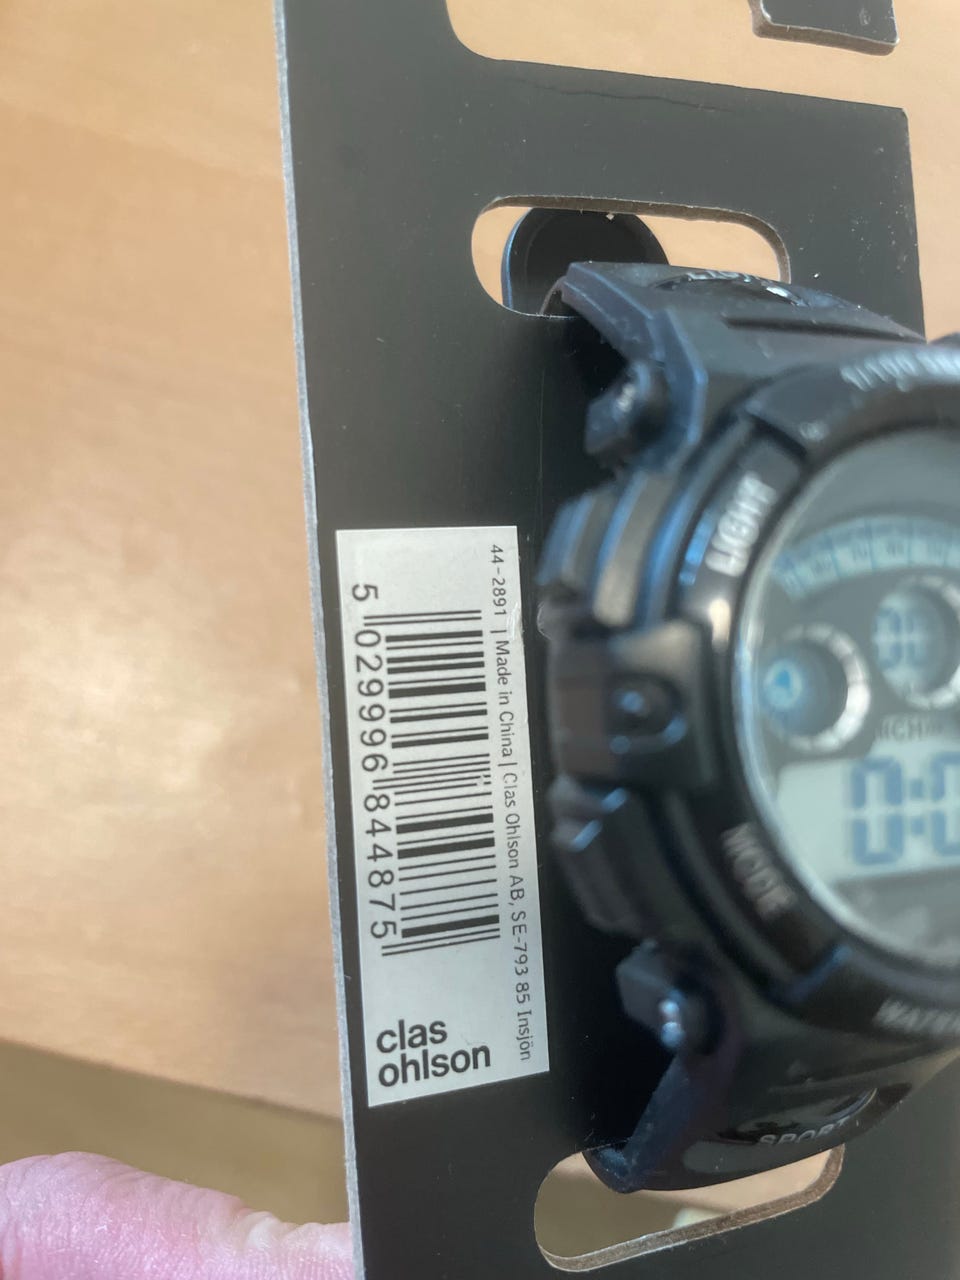 44-2891 | Made in China | Clas Ohlson AB, SE-793 85 Insjön
5 029996 844875
clas
ohlson
LIGHT
MODE
SPORT